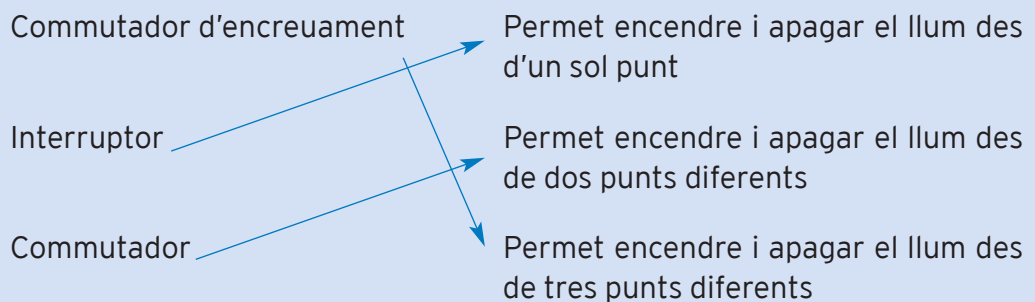 Commutador d'encreuament
Permet encendre i apagar el llum des
d'un sol punt
Interruptor
Permet encendre i apagar el llum des
de dos punts diferents
Commutador
Permet encendre i apagar el llum des
de tres punts diferents